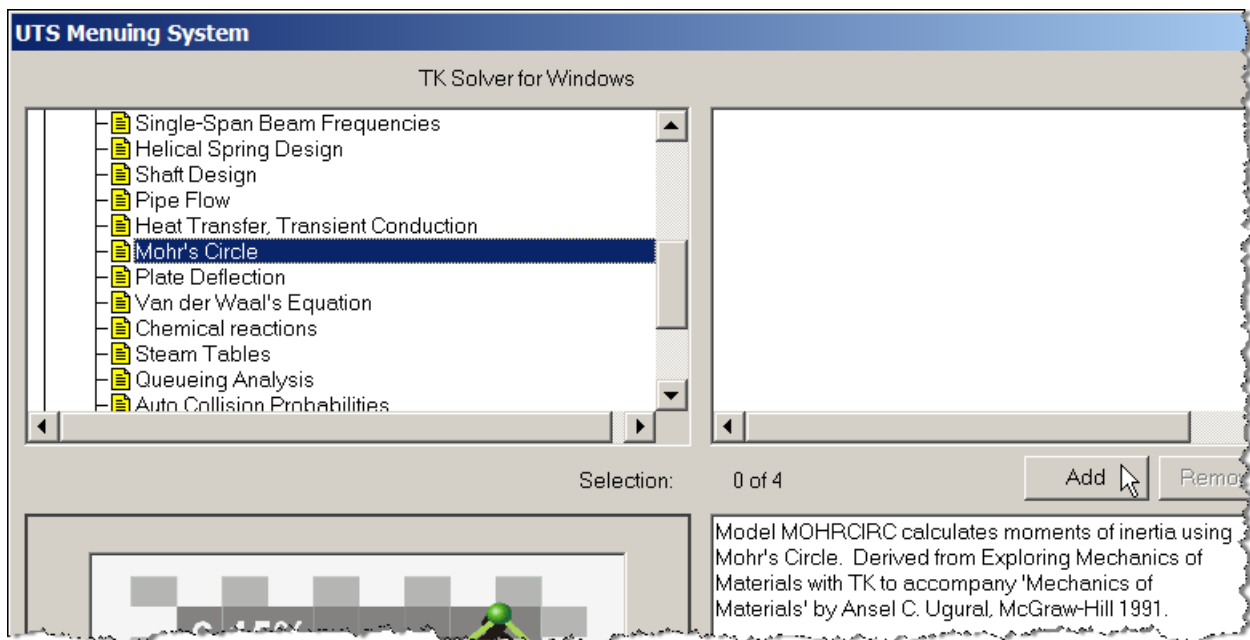 UTS Menuing System
TK Solver for Windows
Single-Span Beam Frequencies
Helical Spring Design
Shaft Design
Pipe Flow
Heat Transfer, Transient Conduction
Mohr's Circle
Plate Deflection
Van der Waal's Equation
Chemical reactions
Steam Tables
Queueing Analysis
Auto Collision Probabilities
Selection: 0 of 4
Add
Model MOHRCIRC calculates moments of inertia using
Mohr's Circle. Derived from Exploring Mechanics of
Materials with TK to accompany 'Mechanics of
Materials' by Ansel C. Ugural, McGraw-Hill 1991.